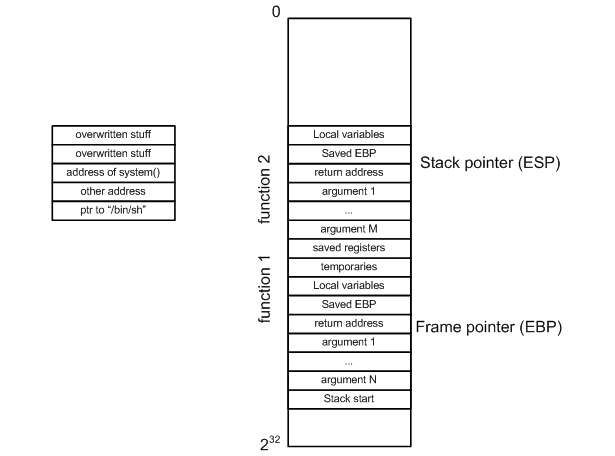 0
overwritten stuff
overwritten stuff
address of system()
other address
ptr to “/bin/sh”
function 2
function 1
Local variables
Saved EBP
return address
argument 1
...
argument M
saved registers
temporaries
Local variables
Saved EBP
return address
argument 1
...
argument N
Stack start
2³²
Stack pointer (ESP)
Frame pointer (EBP)